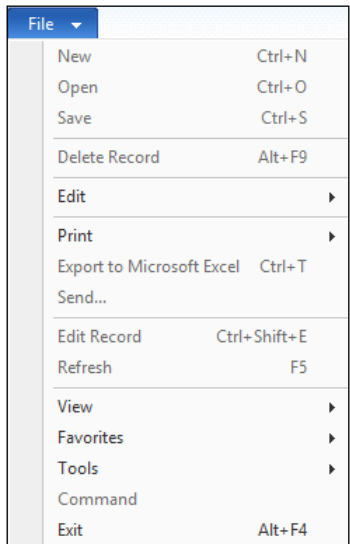 File
New Ctrl+N
Open Ctrl+O
Save Ctrl+S
Delete Record Alt+F9
Edit
Print
Export to Microsoft Excel Ctrl+T
Send...
Edit Record Ctrl+Shift+E
Refresh F5
View
Favorites
Tools
Command
Exit Alt+F4